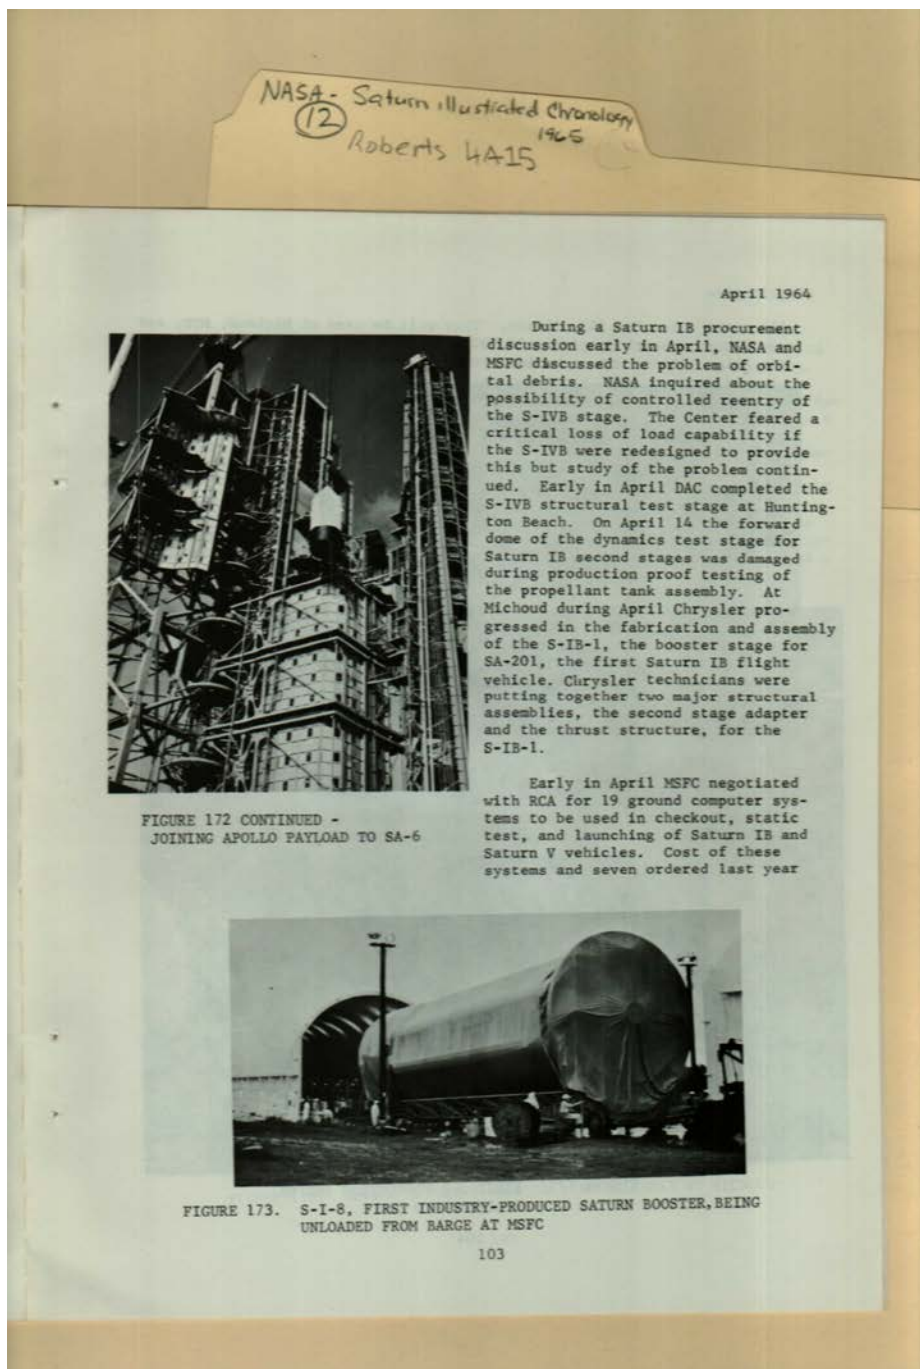 NASA - Saturn illustrated Chronology
12
1965
Roberts 4A15
April 1964
During a Saturn IB procurement
discussion early in April, NASA and
MSFC discussed the problem of orbi-
tal debris. NASA inquired about the
possibility of controlled reentry of
the S-IVB stage. The Center feared a
critical loss of load capability if
the S-IVB were redesigned to provide
this but study of the problem contin-
ued. Early in April DAC completed the
S-IVB structural test stage at Hunting-
ton Beach. On April 14 the forward
dome of the dynamics test stage for
Saturn IB second stages was damaged
during production proof testing of
the propellant tank assembly. At
Michoud during April Chrysler pro-
gressed in the fabrication and assembly
of the S-IB-1, the booster stage for
SA-201, the first Saturn IB flight
vehicle. Chrysler technicians were
putting together two major structural
assemblies, the second stage adapter
and the thrust structure, for the
S-IB-1.
Early in April MSFC negotiated
with RCA for 19 ground computer sys-
tems to be used in checkout, static
test, and launching of Saturn IB and
Saturn V vehicles. Cost of these
systems and seven ordered last year
FIGURE 172 CONTINUED -
JOINING APOLLO PAYLOAD TO SA-6
FIGURE 173. S-I-8, FIRST INDUSTRY-PRODUCED SATURN BOOSTER, BEING
UNLOADED FROM BARGE AT MSFC
103